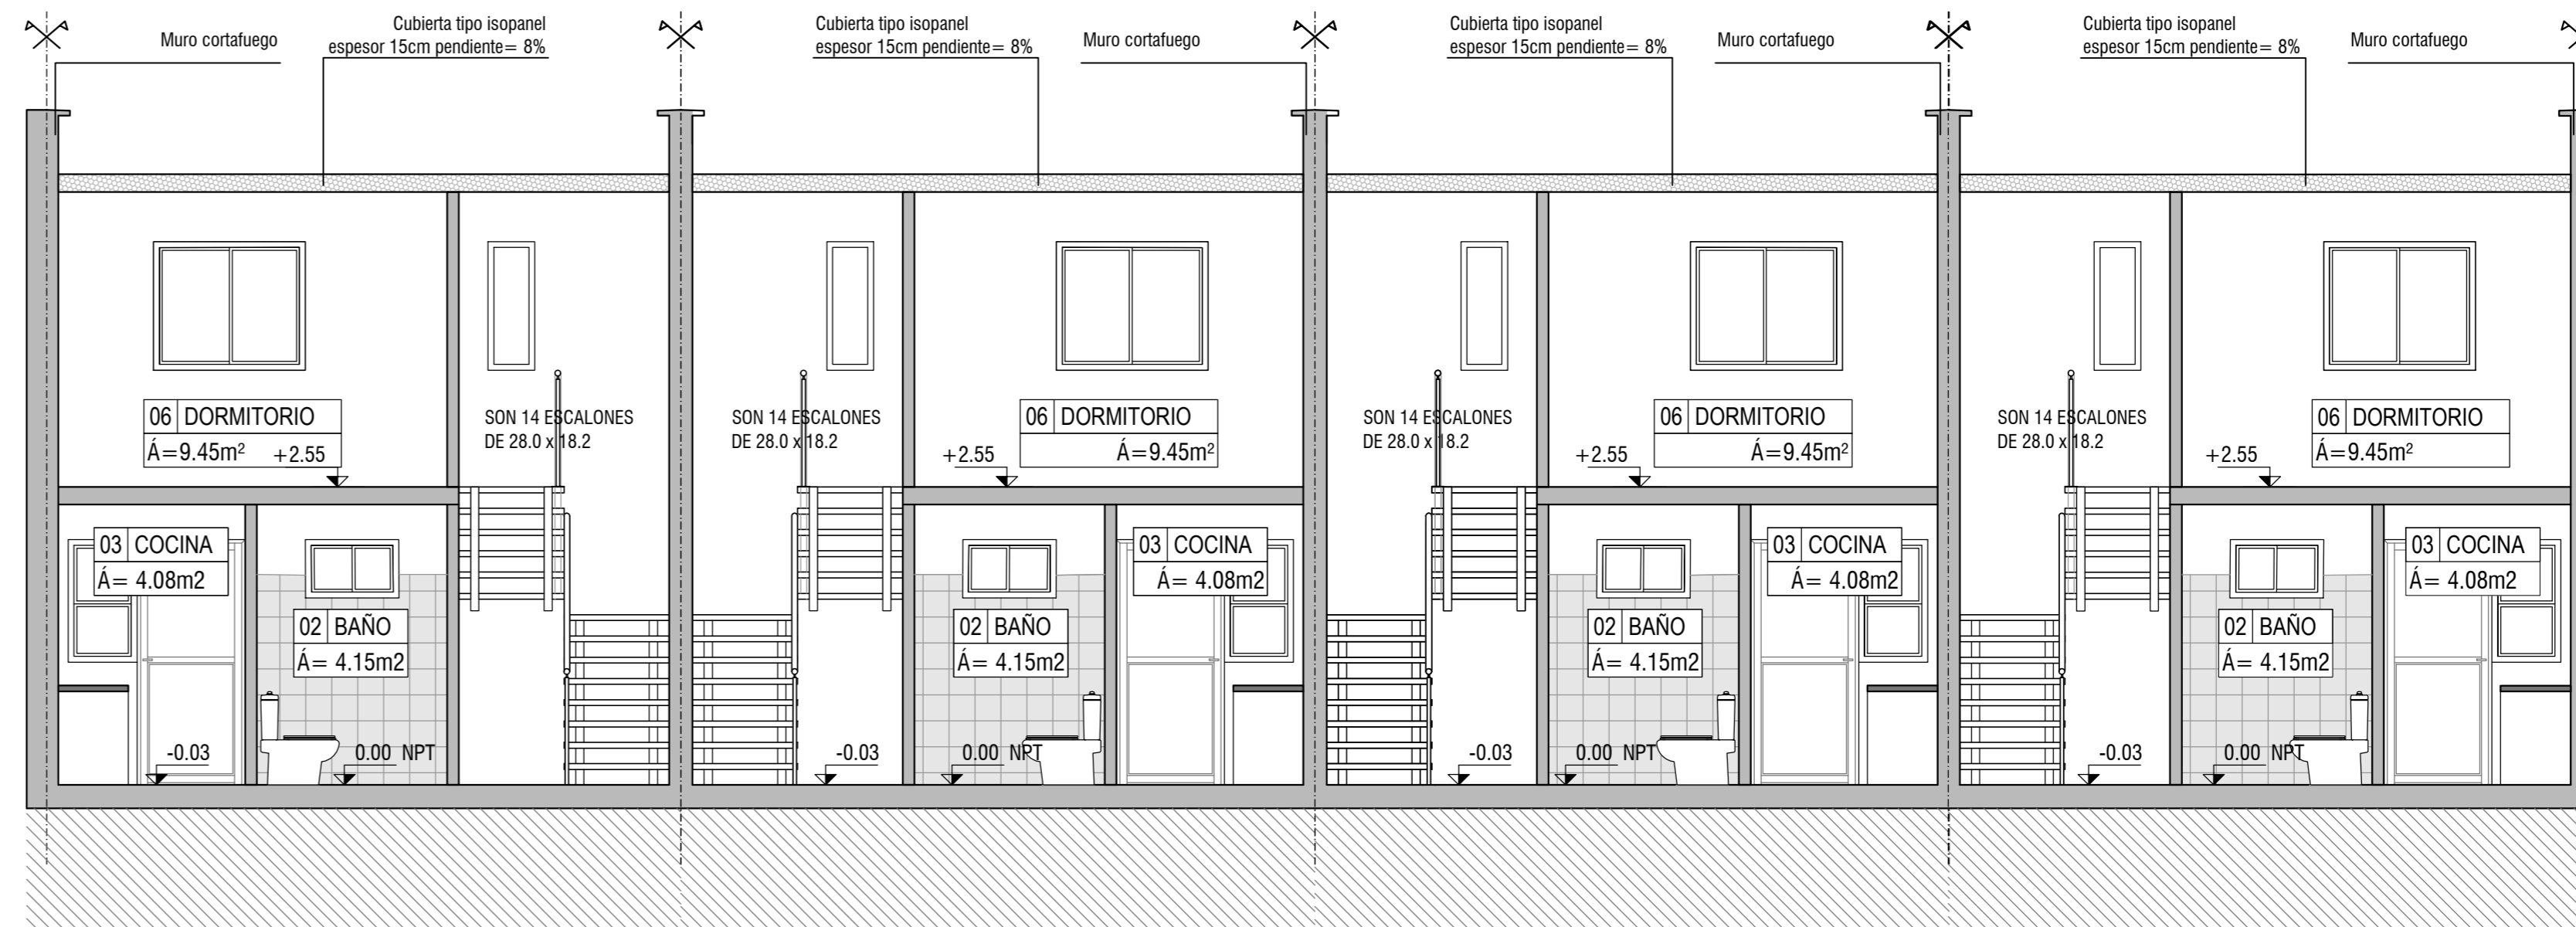 Muro cortafuego
Cubierta tipo isopanel
espesor 15cm pendiente= 8%
Cubierta tipo isopanel
espesor 15cm pendiente= 8%
Muro cortafuego
Cubierta tipo isopanel
espesor 15cm pendiente= 8%
Muro cortafuego
Cubierta tipo isopanel
espesor 15cm pendiente= 8%
Muro cortafuego
06 DORMITORIO
Á=9.45m²
+2.55
SON 14 ESCALONES
DE 28.0 x 18.2
SON 14 ESCALONES
DE 28.0 x 18.2
+2.55
06 DORMITORIO
Á=9.45m²
SON 14 ESCALONES
DE 28.0 x 18.2
+2.55
06 DORMITORIO
Á=9.45m²
SON 14 ESCALONES
DE 28.0 x 18.2
+2.55
06 DORMITORIO
Á=9.45m²
03 COCINA
Á= 4.08m2
02 BAÑO
Á= 4.15m2
02 BAÑO
Á= 4.15m2
03 COCINA
Á= 4.08m2
02 BAÑO
Á= 4.15m2
03 COCINA
Á= 4.08m2
02 BAÑO
Á= 4.15m2
03 COCINA
Á= 4.08m2
-0.03
0.00 NPT
-0.03
0.00 NPT
-0.03
0.00 NPT
-0.03
0.00 NPT